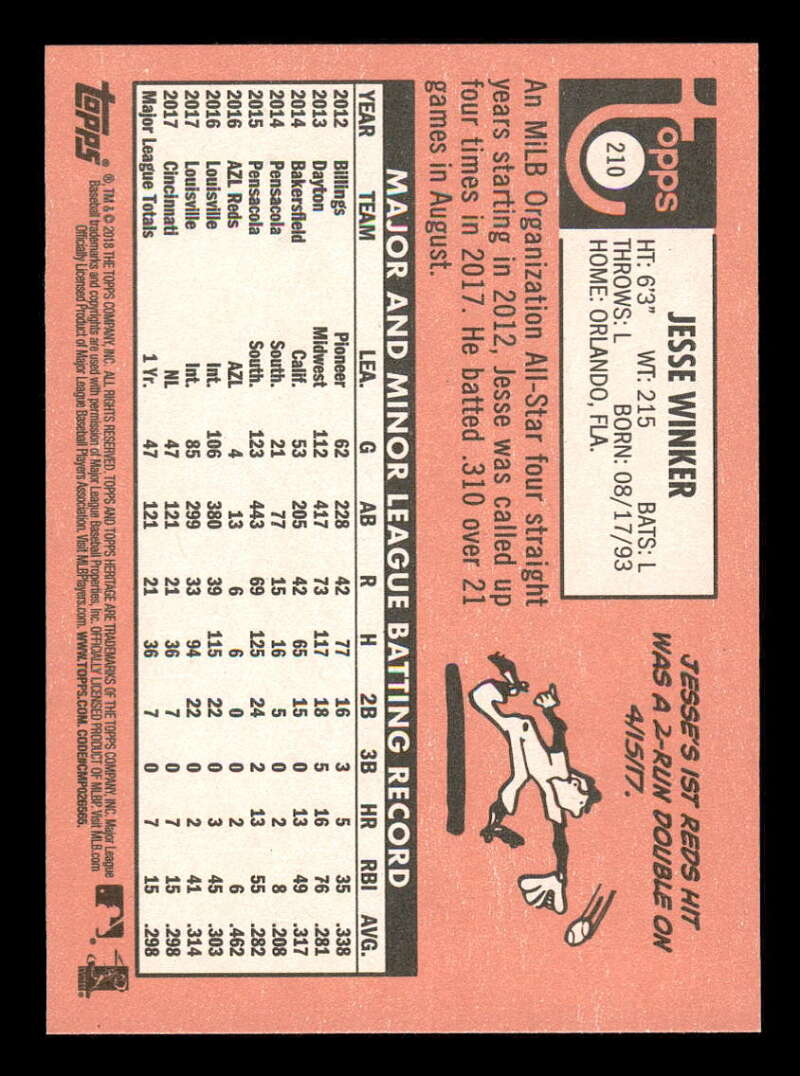 Topps
210
JESSE WINKER
HT: 6'3" WT: 215 BATS: L
THROWS: L BORN: 08/17/93
HOME: ORLANDO, FLA.
An MiLB Organization All-Star four straight
years starting in 2012, Jesse was called up
four times in 2017. He batted .310 over 21
games in August.
JESSE'S 1ST REDS HIT
WAS A 2-RUN DOUBLE ON
4/15/17.
MAJOR AND MINOR LEAGUE BATTING RECORD
YEAR TEAM LEA. G AB R H 2B 3B HR RBI AVG.
2012 Billings Pioneer 62 228 42 77 16 3 5 35 .338
2013 Dayton Midwest 112 417 73 117 18 5 16 76 .281
2014 Bakersfield Calif. 53 205 42 65 15 0 13 49 .317
2014 Pensacola South. 21 77 15 16 5 0 2 8 .208
2015 Pensacola South. 123 443 69 125 24 2 13 55 .282
2016 AZL Reds AZL 4 13 6 6 0 0 2 6 .462
2016 Louisville Int. 106 380 39 115 22 0 3 45 .303
2017 Louisville Int. 85 299 33 94 22 0 2 41 .314
2017 Cincinnati NL 47 121 21 36 7 0 7 15 .298
Major League Totals 1 Yr. 47 121 21 36 7 0 7 15 .298
topps
®, TM & © 2018 THE TOPPS COMPANY, INC. ALL RIGHTS RESERVED. TOPPS AND TOPPS HERITAGE ARE TRADEMARKS OF THE TOPPS COMPANY, INC. Major League
Baseball trademarks and copyrights are used with permission of Major League Baseball Properties, Inc. OFFICIALLY LICENSED PRODUCT OF MLBP. Visit MLB.com
Officially Licensed Product of Major League Baseball Players Association. Visit MLBPlayers.com. WWW.TOPPS.COM. CODE#CMP026565.